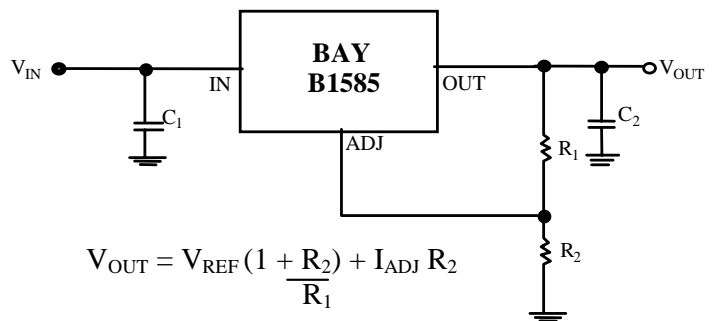 BAY
B1585
V_IN
IN
OUT
V_OUT
C_1
ADJ
C_2
R_1
R_2
V_OUT = V_REF (1 + R_2) + I_ADJ R_2
R_1